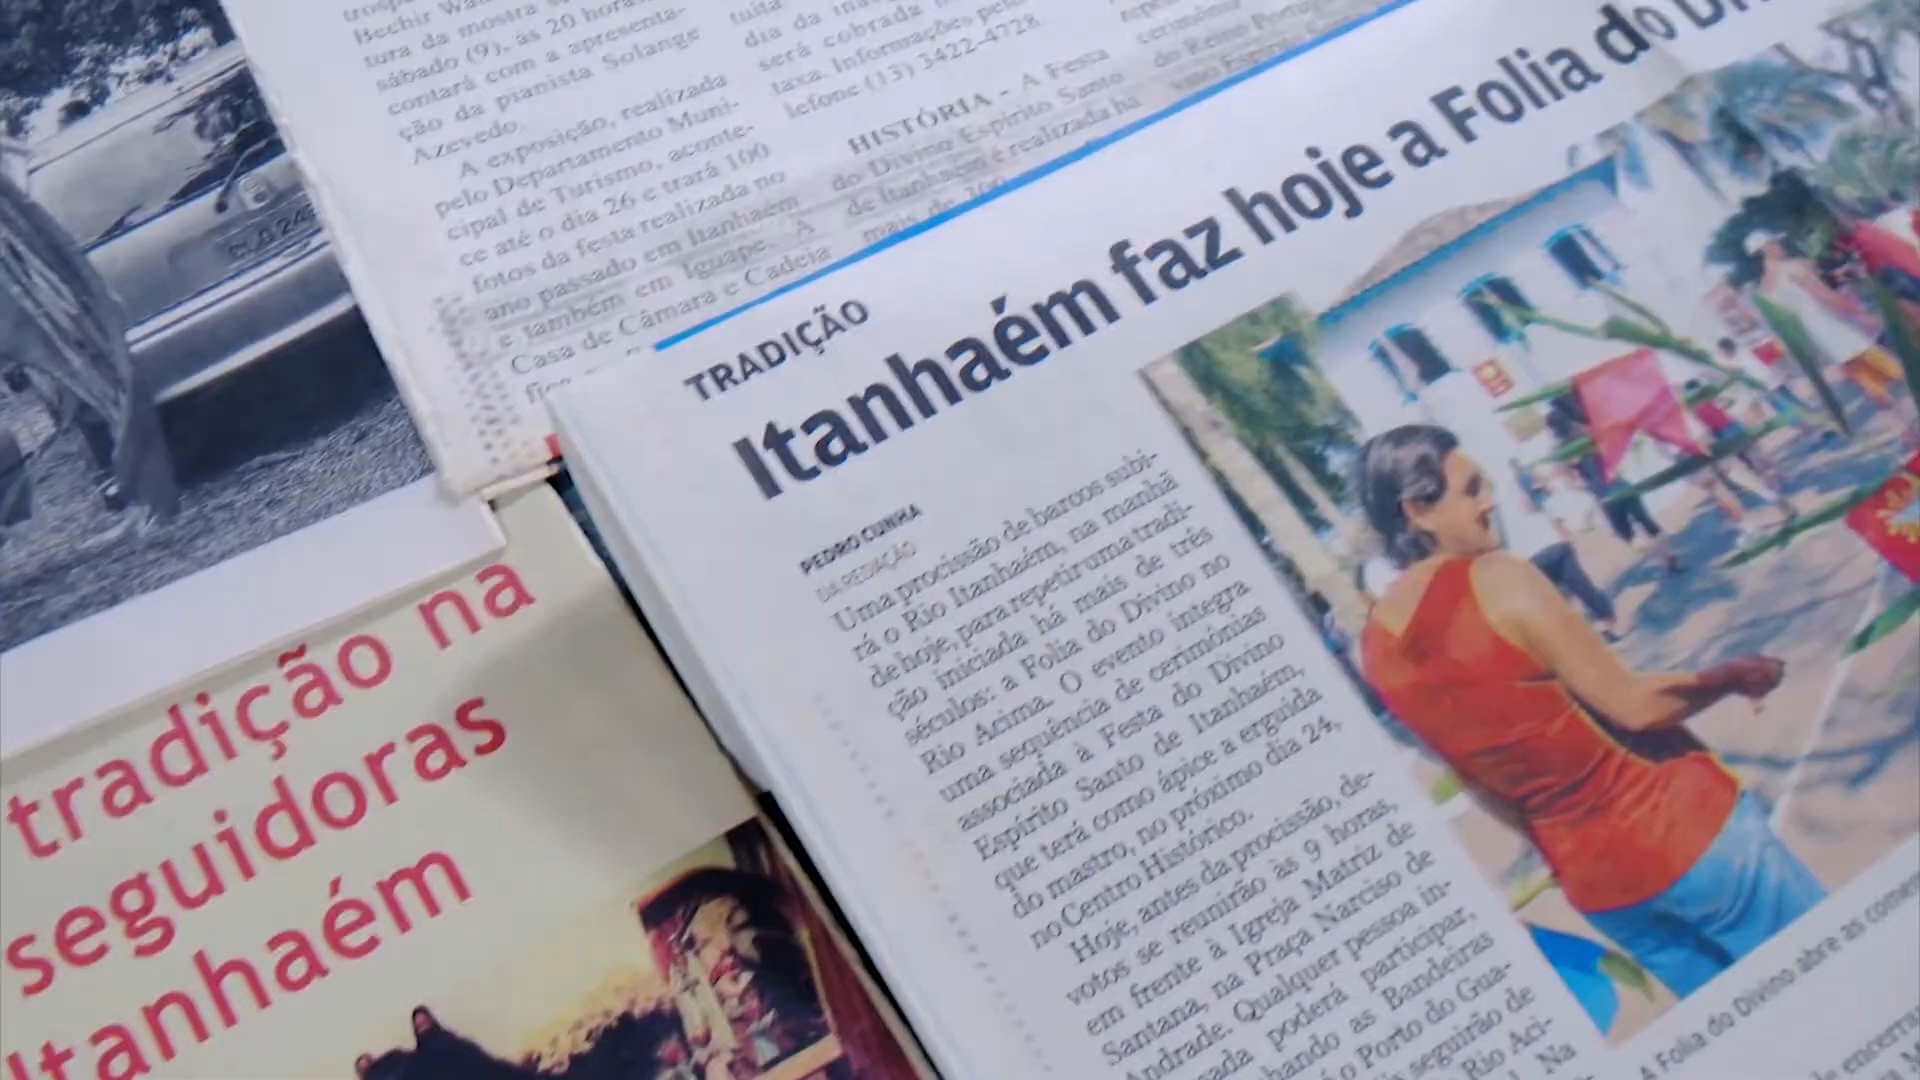 Bechir
tura da mostra
sábado (9), às 20 horas,
contará com a apresenta-
ção da pianista Solange
Azevedo.
A exposição, realizada
pelo Departamento Muni-
cipal de Turismo, aconte-
ce até o dia 26 e trará 100
fotos da festa realizada no
ano passado em Itanhaém
e também em Iguape. A
Casa de Câmara e Cadeia
dia da
será cobrada
taxa. Informações pelo
lefone (13) 3422-4728.
HISTÓRIA - A Festa
do Divino Espírito Santo
de Itanhaém é realizada há
mais de 300
do Reino
TRADIÇÃO
Itanhaém faz hoje a Folia do
PEDRO CUNHA
DA REDAÇÃO
Uma procissão de barcos subi-
rá o Rio Itanhaém, na manhã
de hoje, para repetir uma tradi-
ção iniciada há mais de três
séculos: a Folia do Divino no
Rio Acima. O evento integra
uma sequência de cerimônias
associada à Festa do Divino
Espírito Santo de Itanhaém,
que terá como ápice a erguida
do mastro, no próximo dia 24,
no Centro Histórico.
Hoje, antes da procissão, de-
votos se reunirão às 9 horas,
em frente à Igreja Matriz de
Santana, na Praça Narciso de
Andrade. Qualquer pessoa in-
poderá participar,
as Bandeiras
o Porto do Gua-
seguirão de
Rio Aci-
Na
A Folia do Divino abre as
tradição na
seguidoras
Itanhaém